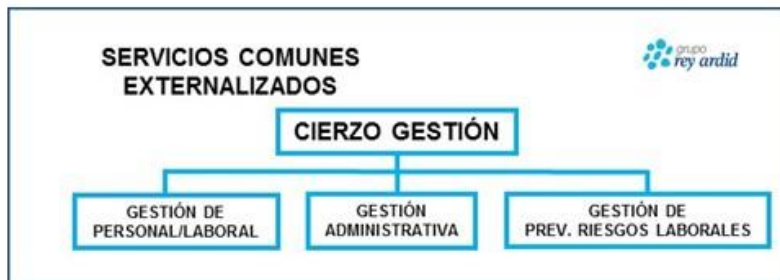 SERVICIOS COMUNES
EXTERNALIZADOS
grupo
rey ardid
CIERZO GESTIÓN
GESTIÓN DE
PERSONAL/LABORAL
GESTIÓN
ADMINISTRATIVA
GESTIÓN DE
PREV. RIESGOS LABORALES